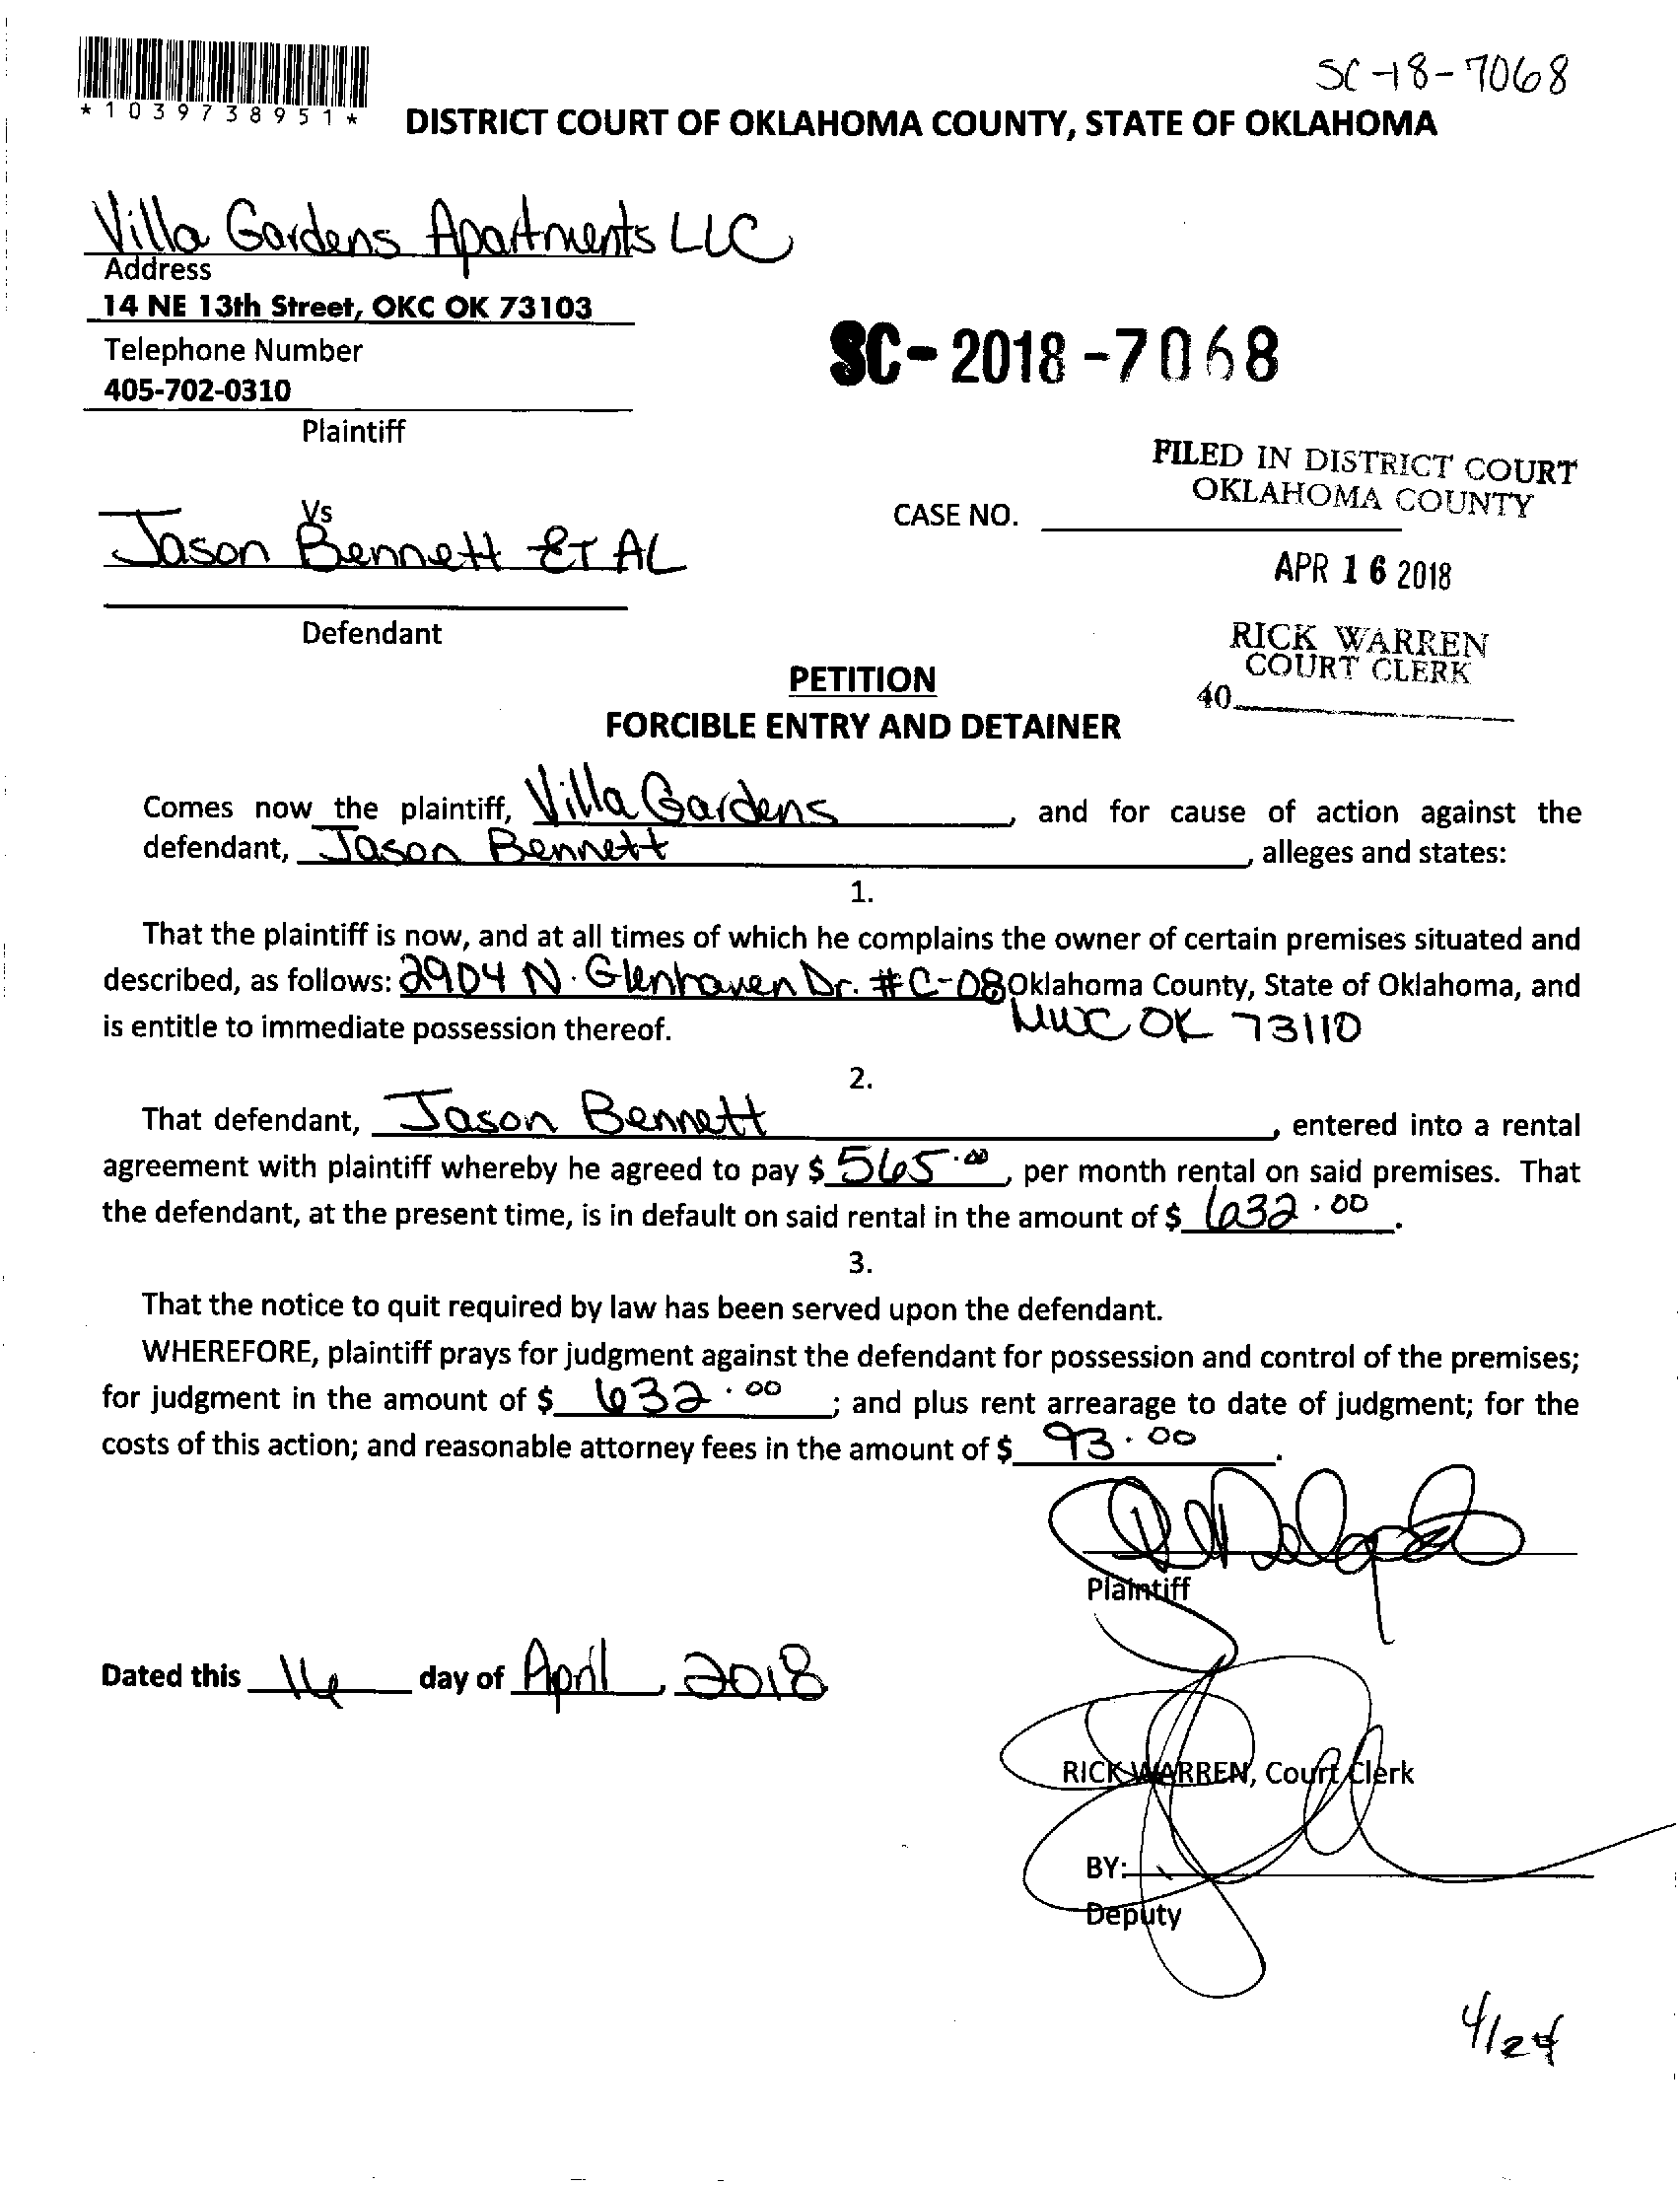 SC-18-7068
*1039738951*
DISTRICT COURT OF OKLAHOMA COUNTY, STATE OF OKLAHOMA
Villa Gardens Apartments LLC
Address
14 NE 13th Street, OKC OK 73103
Telephone Number
405-702-0310
Plaintiff
SC-2018-7068
FILED IN DISTRICT COURT
OKLAHOMA COUNTY
Vs
CASE NO.
Jason Bennett ET AL
APR 16 2018
Defendant
RICK WARREN
COURT CLERK
40
PETITION
FORCIBLE ENTRY AND DETAINER
Comes now the plaintiff, Villa Gardens, and for cause of action against the
defendant, Jason Bennett, alleges and states:
1.
That the plaintiff is now, and at all times of which he complains the owner of certain premises situated and
described, as follows: 2904 N. Glenhaven Dr. #C-08 Oklahoma County, State of Oklahoma, and
is entitle to immediate possession thereof. MWC OK 73110
2.
That defendant, Jason Bennett, entered into a rental
agreement with plaintiff whereby he agreed to pay $ 565.00, per month rental on said premises. That
the defendant, at the present time, is in default on said rental in the amount of $ 632.00.
3.
That the notice to quit required by law has been served upon the defendant.
WHEREFORE, plaintiff prays for judgment against the defendant for possession and control of the premises;
for judgment in the amount of $ 632.00; and plus rent arrearage to date of judgment; for the
costs of this action; and reasonable attorney fees in the amount of $ 93.00.
Plaintiff
Dated this 16 day of April, 2018
RICK WARREN, Court Clerk
BY:
Deputy
4/24